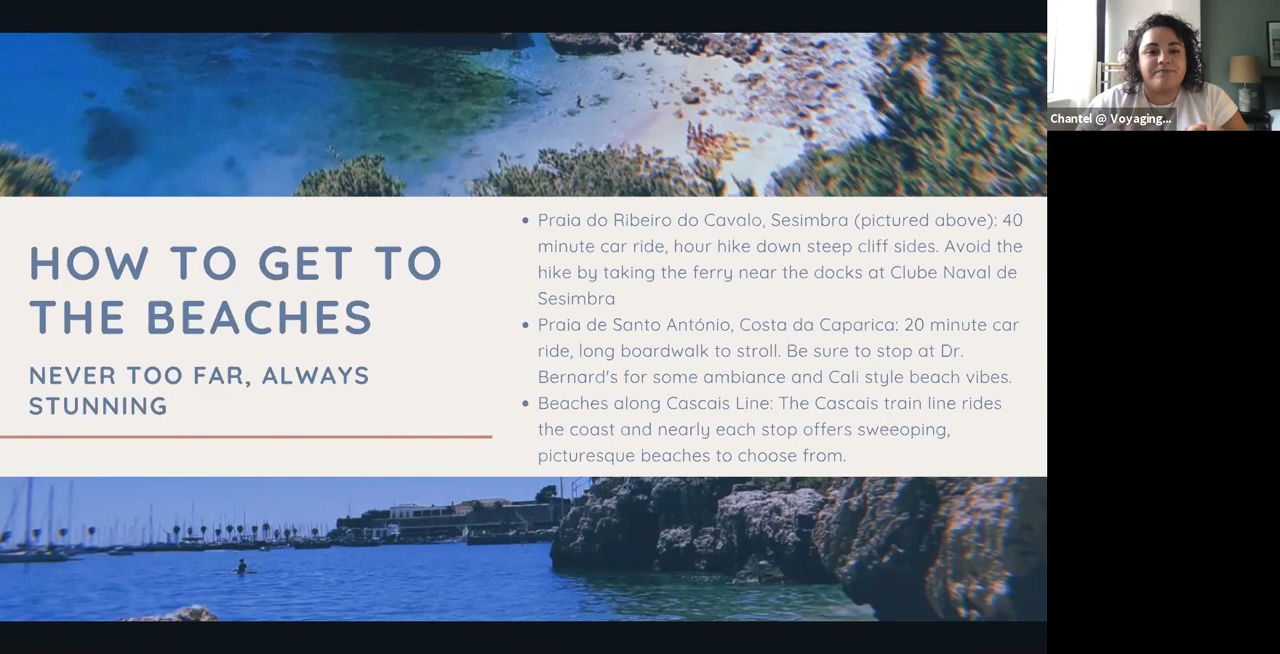 HOW TO GET TO
THE BEACHES
NEVER TOO FAR, ALWAYS
STUNNING
• Praia do Ribeiro do Cavalo, Sesimbra (pictured above): 40
minute car ride, hour hike down steep cliff sides. Avoid the
hike by taking the ferry near the docks at Clube Naval de
Sesimbra
• Praia de Santo António, Costa da Caparica: 20 minute car
ride, long boardwalk to stroll. Be sure to stop at Dr.
Bernard's for some ambiance and Cali style beach vibes.
• Beaches along Cascais Line: The Cascais train line rides
the coast and nearly each stop offers sweeoping,
picturesque beaches to choose from.
Chantel @ Voyaging...